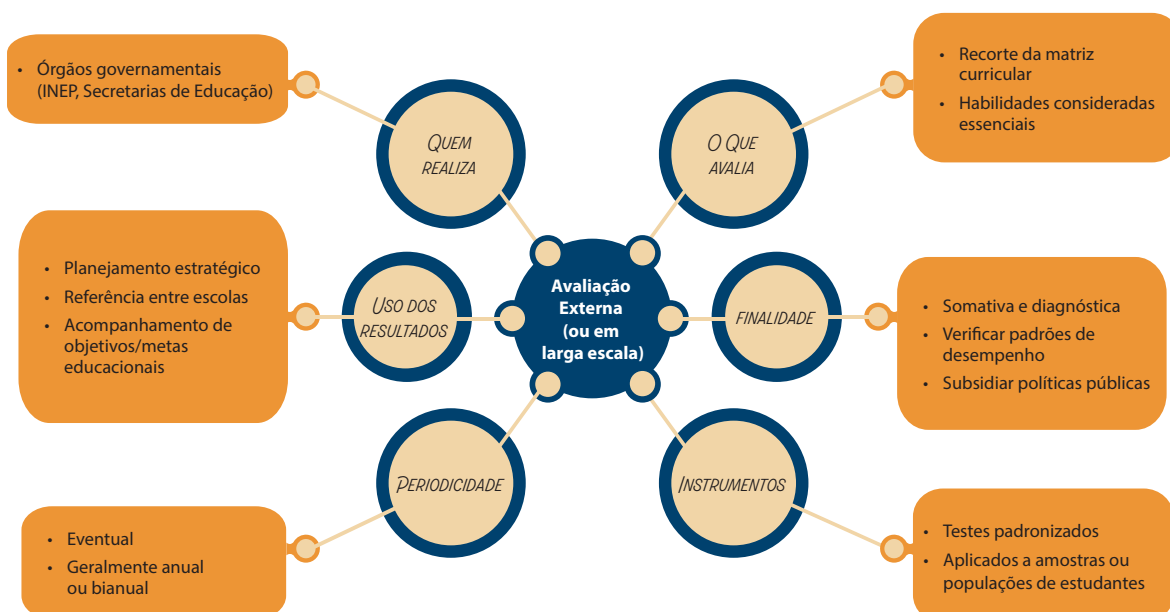 • Órgãos governamentais
(INEP, Secretarias de Educação)
QUEM
REALIZA
O QUE
AVALIA
• Recorte da matriz
curricular
• Habilidades consideradas
essenciais
• Planejamento estratégico
• Referência entre escolas
• Acompanhamento de
objetivos/metas
educacionais
USO DOS
RESULTADOS
Avaliação
Externa
(ou em
larga escala)
FINALIDADE
• Somativa e diagnóstica
• Verificar padrões de
desempenho
• Subsidiar políticas públicas
• Eventual
• Geralmente anual
ou bianual
PERIODICIDADE
INSTRUMENTOS
• Testes padronizados
• Aplicados a amostras ou
populações de estudantes